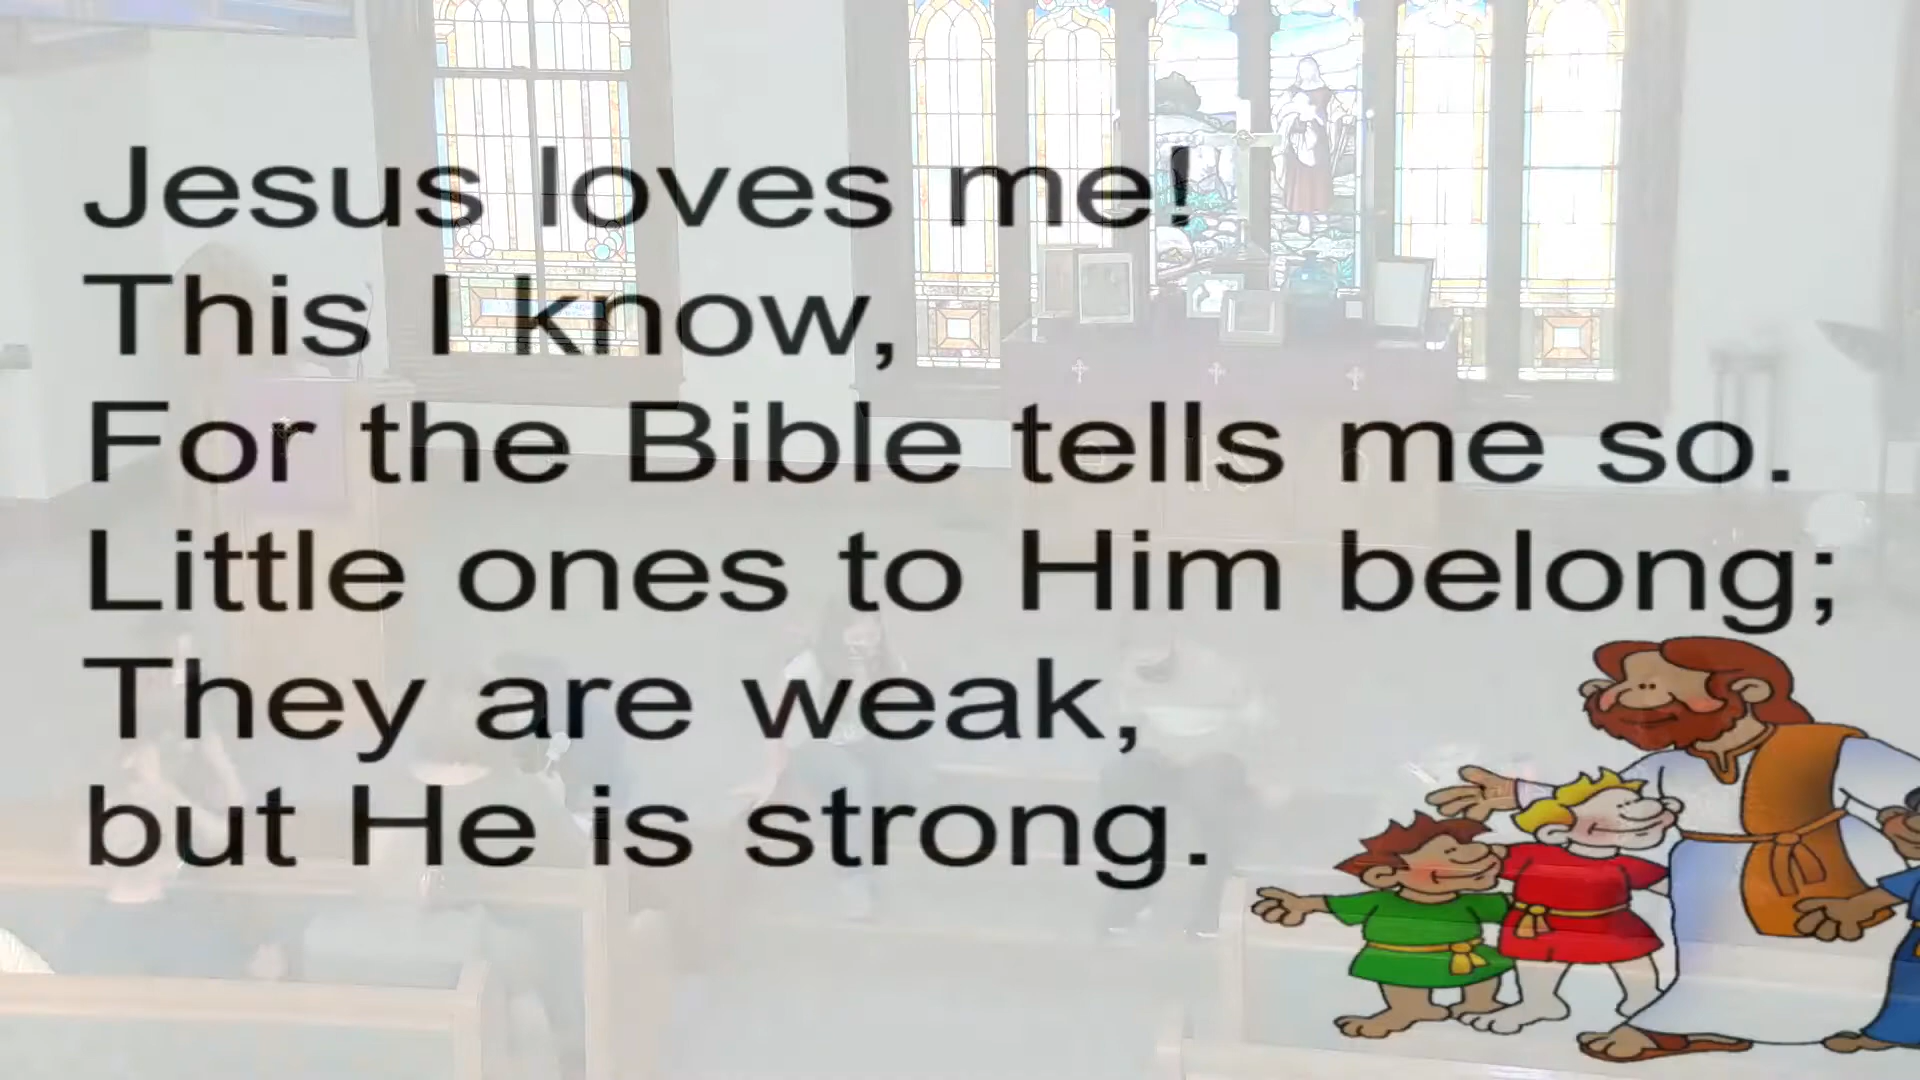 Jesus loves me!
This I know,
For the Bible tells me so.
Little ones to Him belong;
They are weak,
but He is strong.